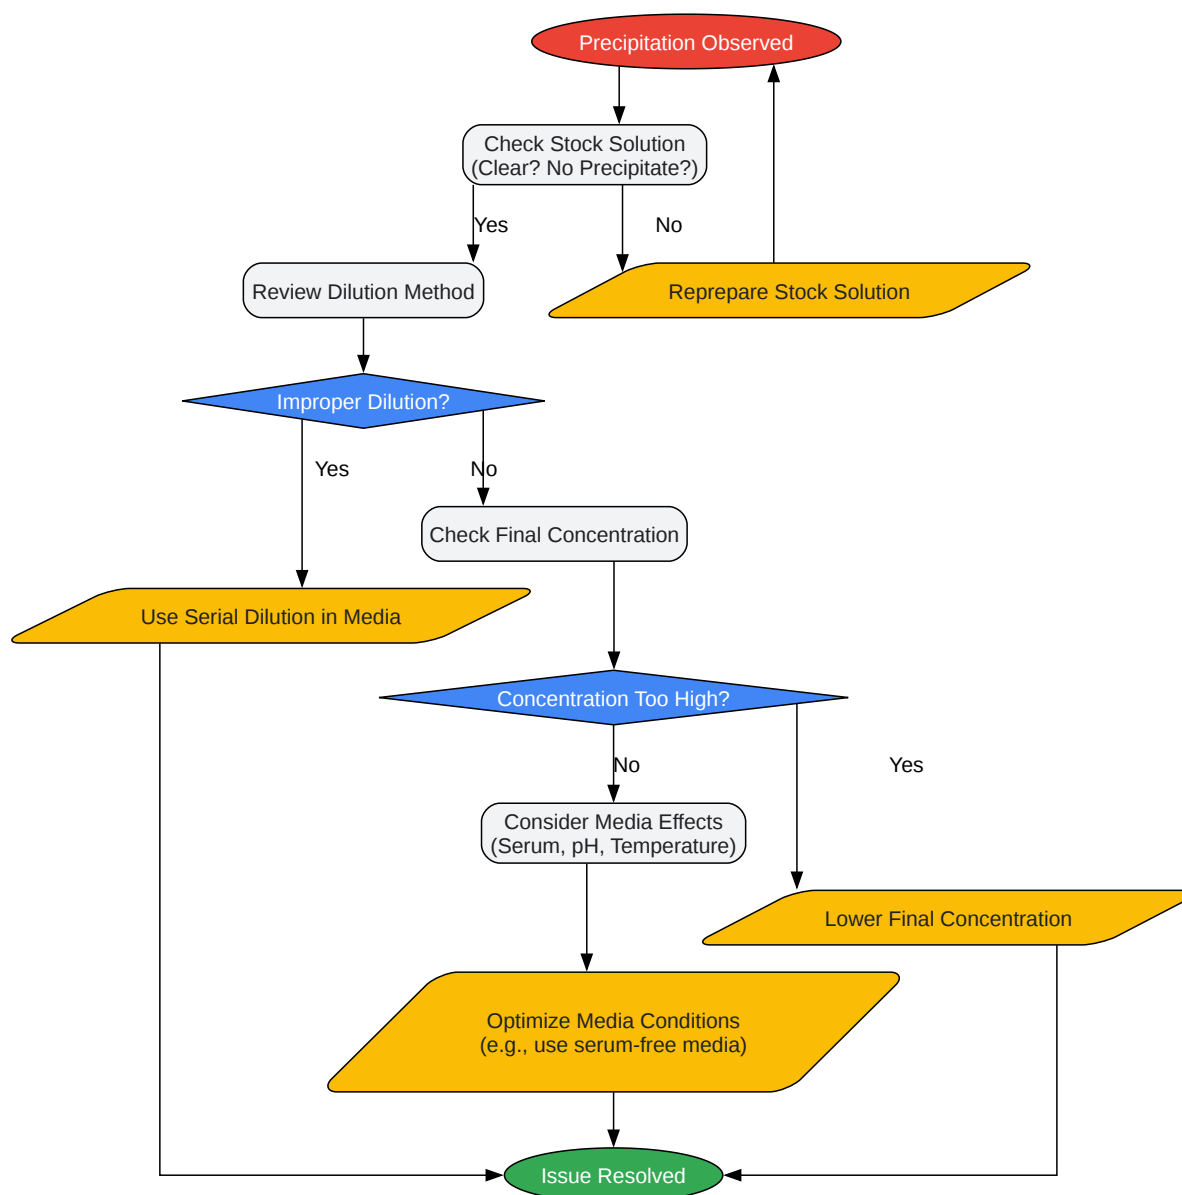 Precipitation Observed
Check Stock Solution
(Clear? No Precipitate?)
Yes
No
Review Dilution Method
Reprepare Stock Solution
Improper Dilution?
Yes
No
Check Final Concentration
Use Serial Dilution in Media
Concentration Too High?
No
Yes
Consider Media Effects
(Serum, pH, Temperature)
Lower Final Concentration
Optimize Media Conditions
(e.g., use serum-free media)
Issue Resolved